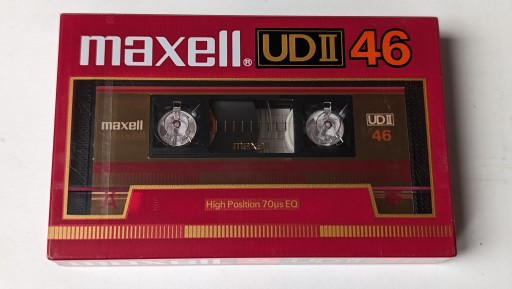 maxell® UDII 46
maxell UDII
46
maxell
High Position 70µs EQ